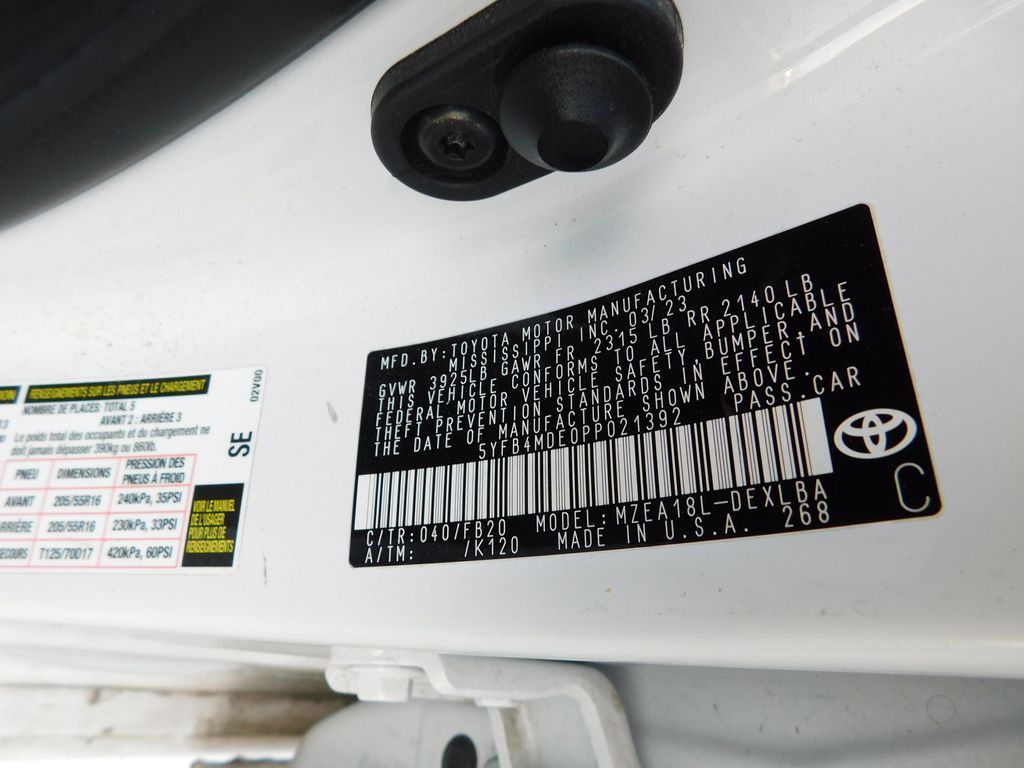 RENSEIGNEMENTS SUR LES PNEUS ET LE CHARGEMENT
NOMBRE DE PLACES: TOTAL 5
AVANT 2 : ARRIÈRE 3
Le poids total des occupants et du chargement ne
doit jamais dépasser 390kg ou 860lb.
PNEU DIMENSIONS PRESSION DES PNEUS À FROID
AVANT 205/55R16 240kPa, 35PSI
ARRIÈRE 205/55R16 230kPa, 33PSI
SECOURS T125/70D17 420kPa, 60PSI
VOIR LE MANUEL
DE L'USAGER
POUR PLUS DE
RENSEIGNEMENTS
02V00
SE
MFD. BY: TOYOTA MOTOR MANUFACTURING
MISSISSIPPI, INC. 03/23
GVWR 3925LB GAWR FR 2315 LB RR 2140 LB
THIS VEHICLE CONFORMS TO ALL APPLICABLE
FEDERAL MOTOR VEHICLE SAFETY, BUMPER, AND
THEFT PREVENTION STANDARDS IN EFFECT ON
THE DATE OF MANUFACTURE SHOWN ABOVE.
5YFB4MDE0PP021392 PASS. CAR
C/TR: 040/FB20 MODEL: MZEA18L-DEXLBA
A/TM: /K120 MADE IN U.S.A. 268
C